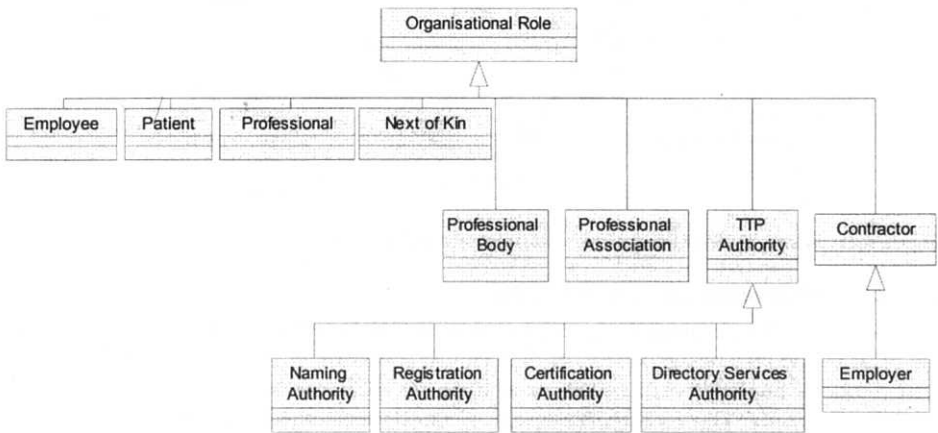 Organisational Role
Employee
Patient
Professional
Next of Kin
Professional
Body
Professional
Association
TTP
Authority
Contractor
Naming
Authority
Registration
Authority
Certification
Authority
Directory Services
Authority
Employer